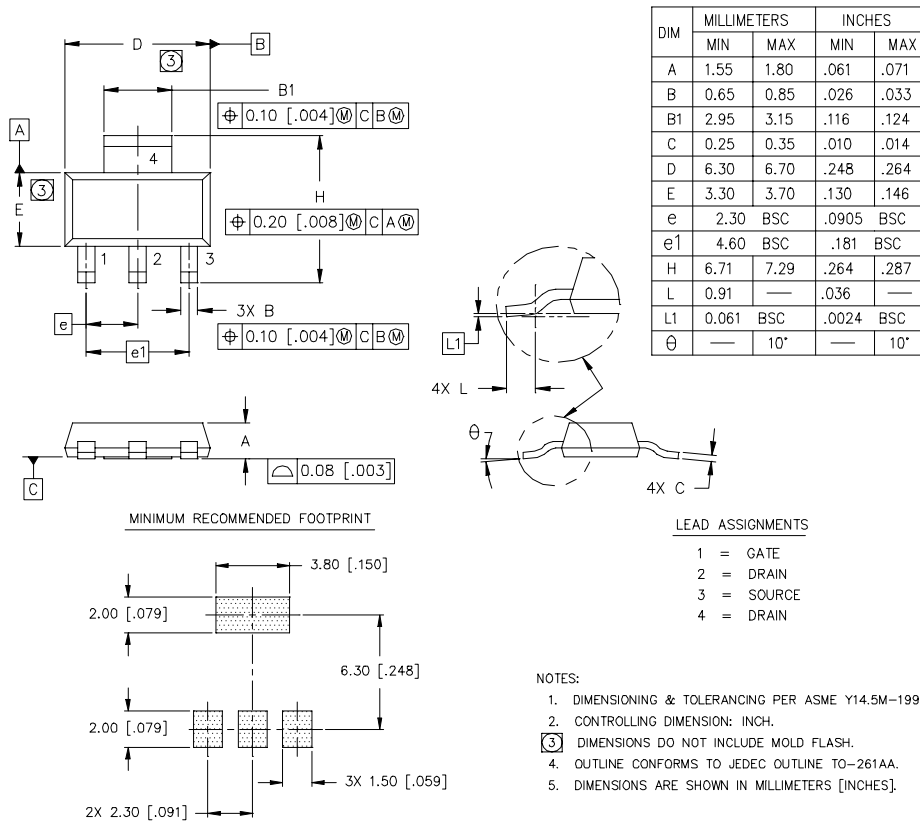 D
B
3
B1
⌖ 0.10 [.004]Ⓜ C BⓂ
A
4
3
E
H
⌖ 0.20 [.008]Ⓜ C AⓂ
1 2 3
3X B
e
⌖ 0.10 [.004]Ⓜ C BⓂ
e1
L1
4X L
A
⌓ 0.08 [.003]
C
θ
4X C
DIM MILLIMETERS INCHES
MIN MAX MIN MAX
A 1.55 1.80 .061 .071
B 0.65 0.85 .026 .033
B1 2.95 3.15 .116 .124
C 0.25 0.35 .010 .014
D 6.30 6.70 .248 .264
E 3.30 3.70 .130 .146
e 2.30 BSC .0905 BSC
e1 4.60 BSC .181 BSC
H 6.71 7.29 .264 .287
L 0.91 — .036 —
L1 0.061 BSC .0024 BSC
θ — 10° — 10°
MINIMUM RECOMMENDED FOOTPRINT
3.80 [.150]
2.00 [.079]
6.30 [.248]
2.00 [.079]
3X 1.50 [.059]
2X 2.30 [.091]
LEAD ASSIGNMENTS
1 = GATE
2 = DRAIN
3 = SOURCE
4 = DRAIN
NOTES:
1. DIMENSIONING & TOLERANCING PER ASME Y14.5M-199
2. CONTROLLING DIMENSION: INCH.
3 DIMENSIONS DO NOT INCLUDE MOLD FLASH.
4. OUTLINE CONFORMS TO JEDEC OUTLINE TO-261AA.
5. DIMENSIONS ARE SHOWN IN MILLIMETERS [INCHES].